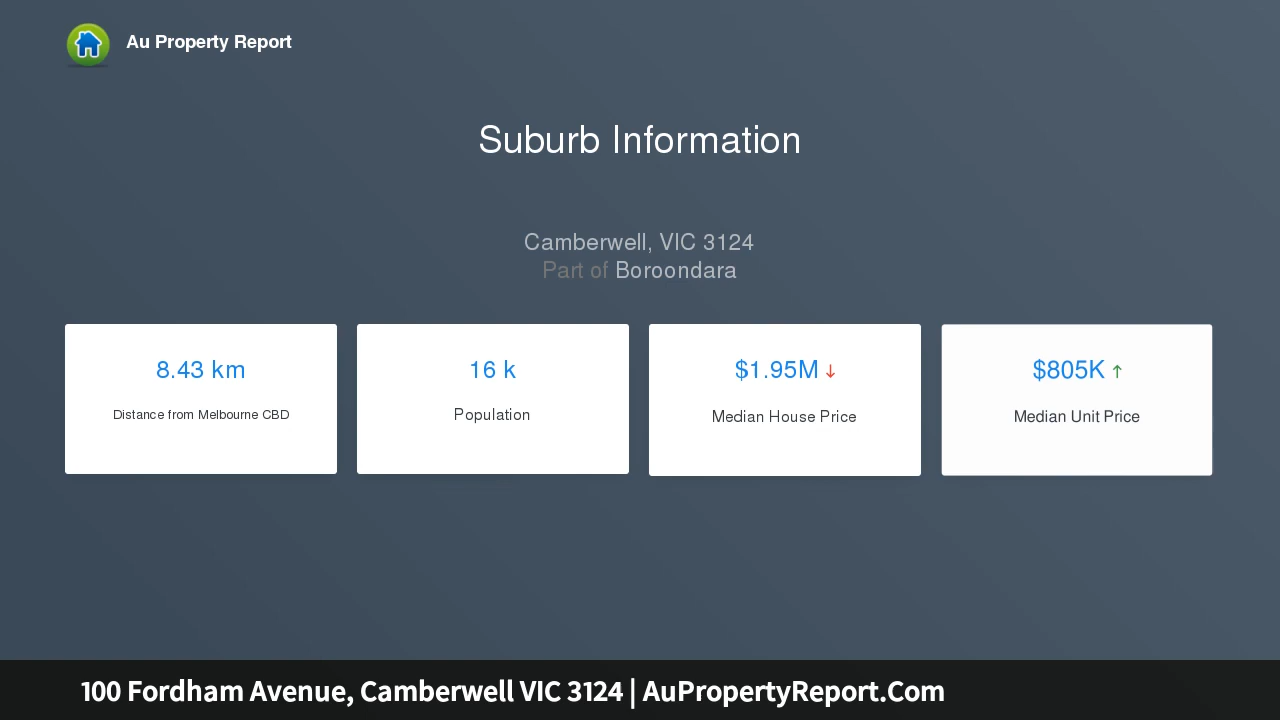 Au Property Report
Suburb Information
Camberwell, VIC 3124
Part of Boroondara
8.43 km
Distance from Melbourne CBD
16 k
Population
$1.95M ↓
Median House Price
$805K ↑
Median Unit Price
100 Fordham Avenue, Camberwell VIC 3124 | AuPropertyReport.Com